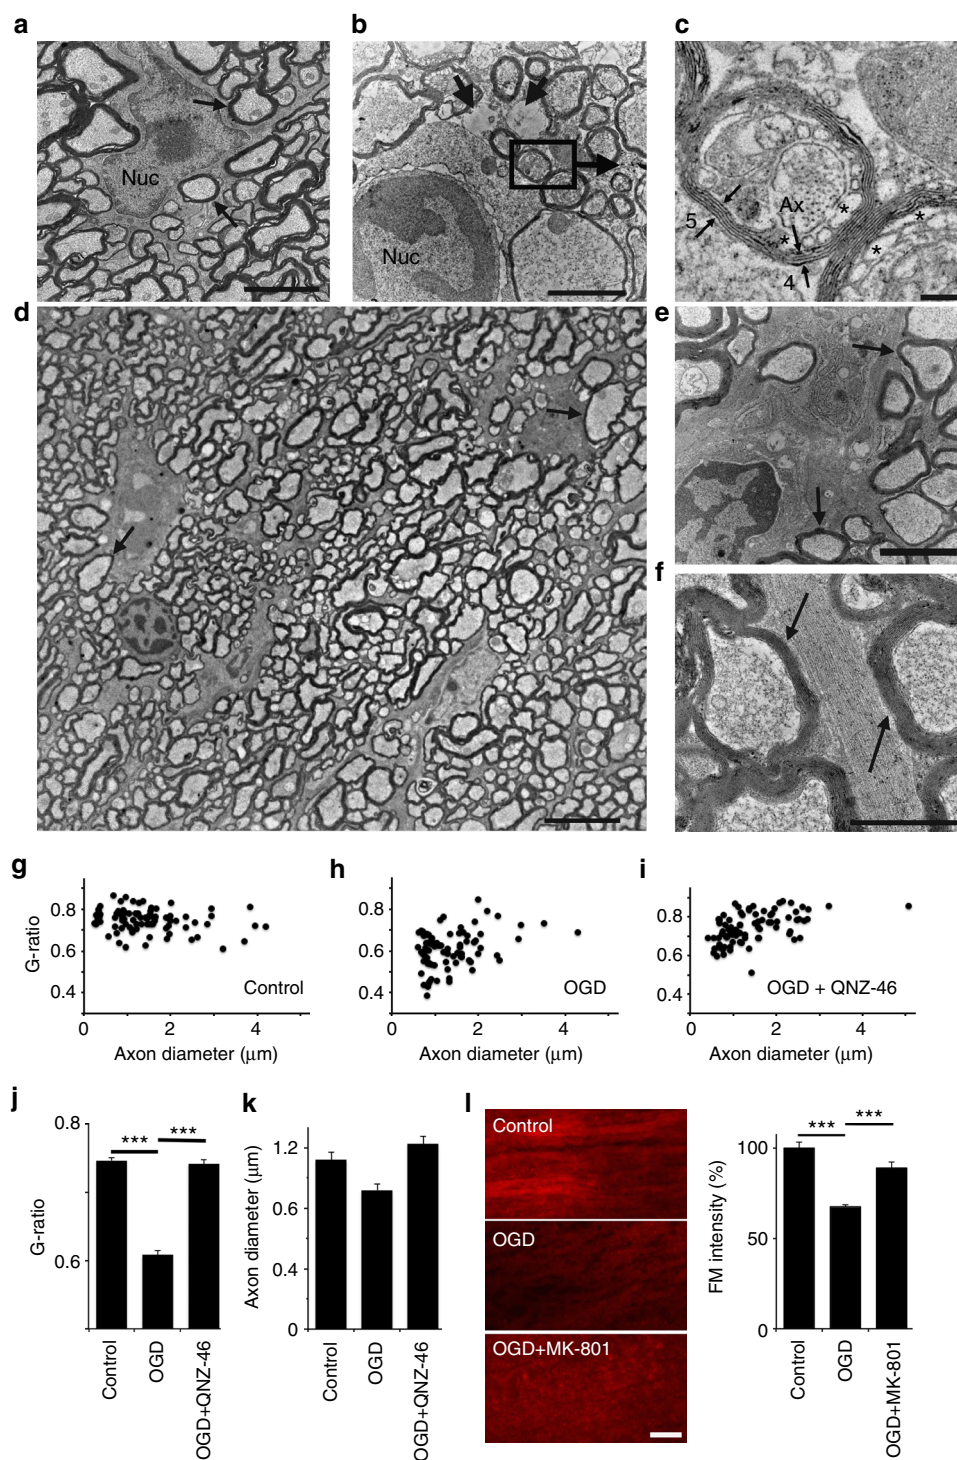 a
b
c
Nuc
Nuc
Ax
*
*
*
*
5
4
d
e
f
g
h
i
G-ratio
0.8
0.6
0.4
Control
0
2
4
Axon diameter (µm)
0.8
0.6
0.4
OGD
0
2
4
Axon diameter (µm)
0.8
0.6
0.4
OGD + QNZ-46
0
2
4
Axon diameter (µm)
j
k
l
G-ratio
0.8
0.6
***
***
Control
OGD
OGD+QNZ-46
Axon diameter (µm)
1.2
0.6
0.4
0
Control
OGD
OGD+QNZ-46
Control
OGD
OGD+MK-801
FM intensity (%)
100
50
0
***
***
Control
OGD
OGD+MK-801